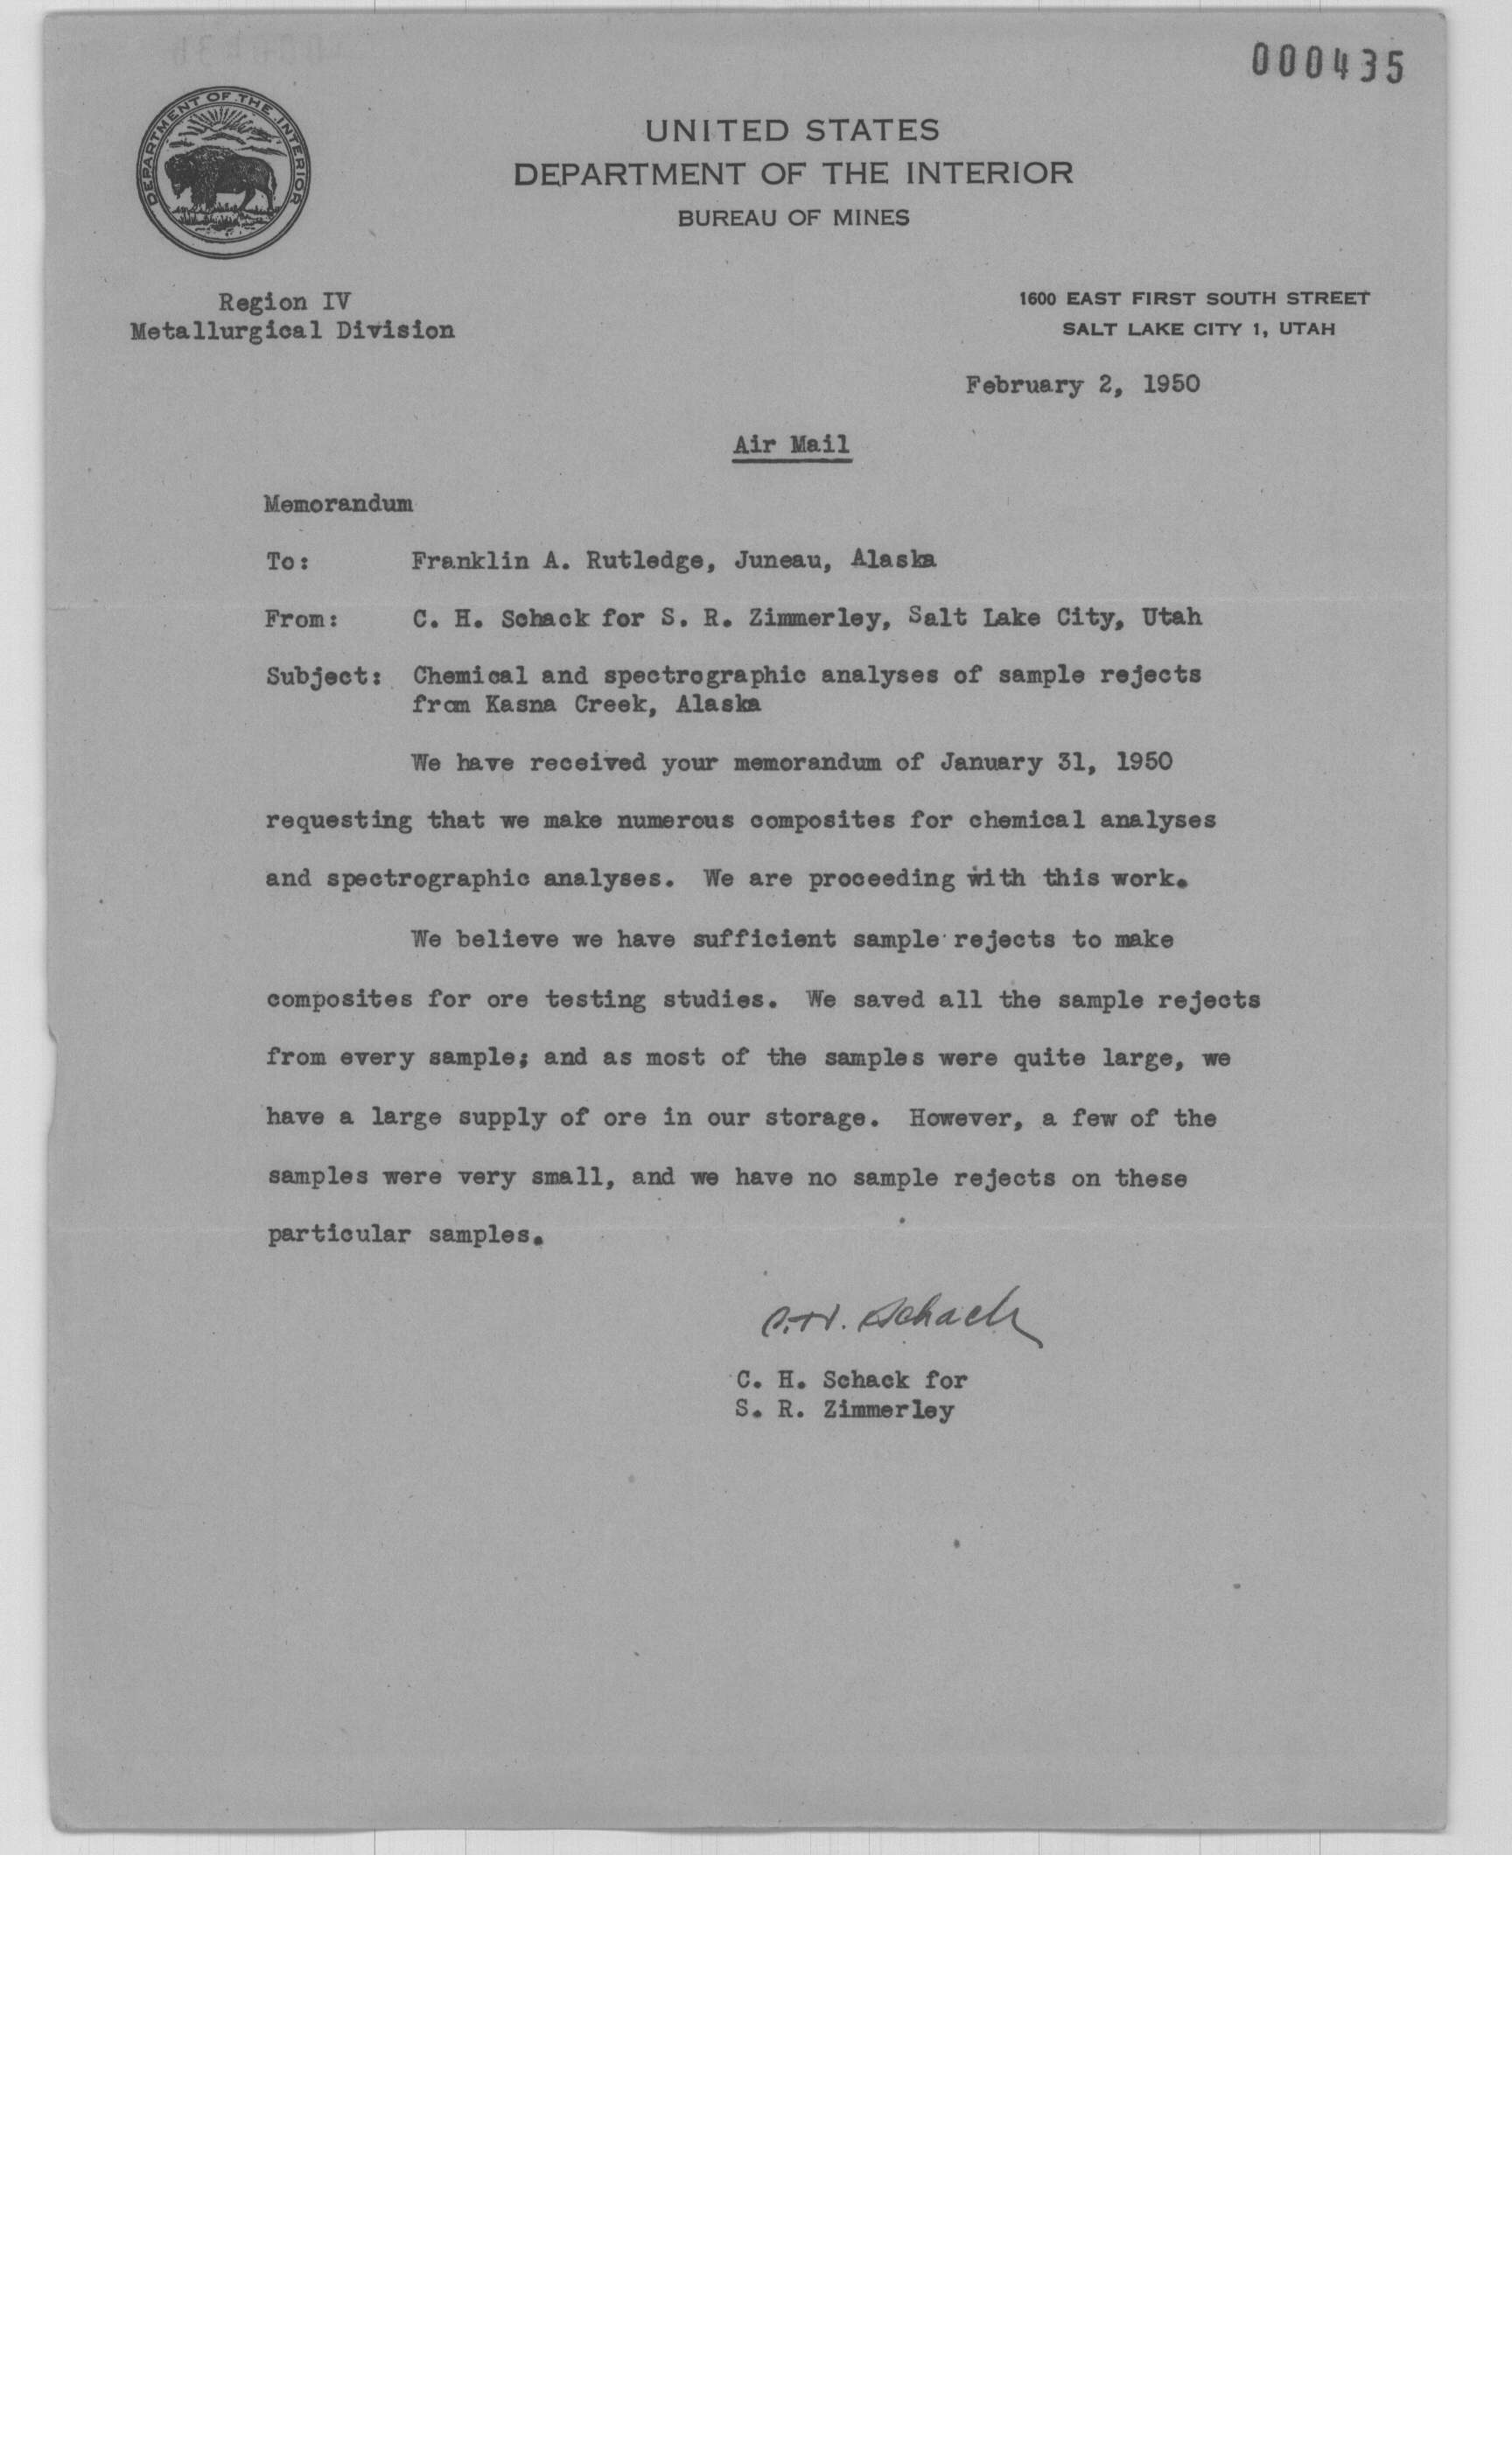 000435
DEPARTMENT OF THE INTERIOR
UNITED STATES
DEPARTMENT OF THE INTERIOR
BUREAU OF MINES
Region IV
Metallurgical Division
1600 EAST FIRST SOUTH STREET
SALT LAKE CITY 1, UTAH
February 2, 1950
Air Mail
Memorandum
To: Franklin A. Rutledge, Juneau, Alaska
From: C. H. Schack for S. R. Zimmerley, Salt Lake City, Utah
Subject: Chemical and spectrographic analyses of sample rejects
from Kasna Creek, Alaska
We have received your memorandum of January 31, 1950
requesting that we make numerous composites for chemical analyses
and spectrographic analyses. We are proceeding with this work.
We believe we have sufficient sample rejects to make
composites for ore testing studies. We saved all the sample rejects
from every sample; and as most of the samples were quite large, we
have a large supply of ore in our storage. However, a few of the
samples were very small, and we have no sample rejects on these
particular samples.
C. H. Schack
C. H. Schack for
S. R. Zimmerley